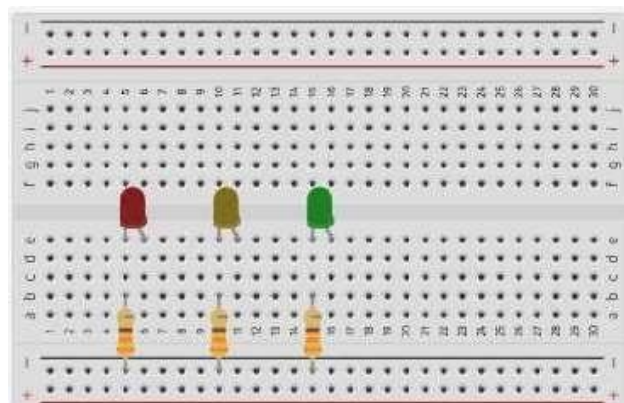 − −
+ +
1 2 3 4 5 6 7 8 9 10 11 12 13 14 15 16 17 18 19 20 21 22 23 24 25 26 27 28 29 30
j j
i i
h h
g g
f f
e e
d d
c c
b b
a a
1 2 3 4 5 6 7 8 9 10 11 12 13 14 15 16 17 18 19 20 21 22 23 24 25 26 27 28 29 30
− −
+ +